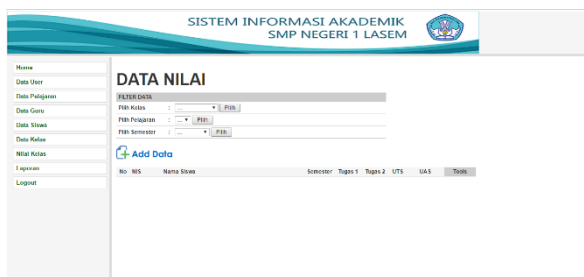 SISTEM INFORMASI AKADEMIK
SMP NEGERI 1 LASEM
Home
Data User
Data Pelajaran
Data Guru
Data Siswa
Data Kelas
Nilai Kelas
Laporan
Logout
DATA NILAI
FILTER DATA
Pilih Kelas : ... Pilih
Pilih Pelajaran : ... Pilih
Pilih Semester : ... Pilih
Add Data
No NIS Nama Siswa Semester Tugas 1 Tugas 2 UTS UAS Tools